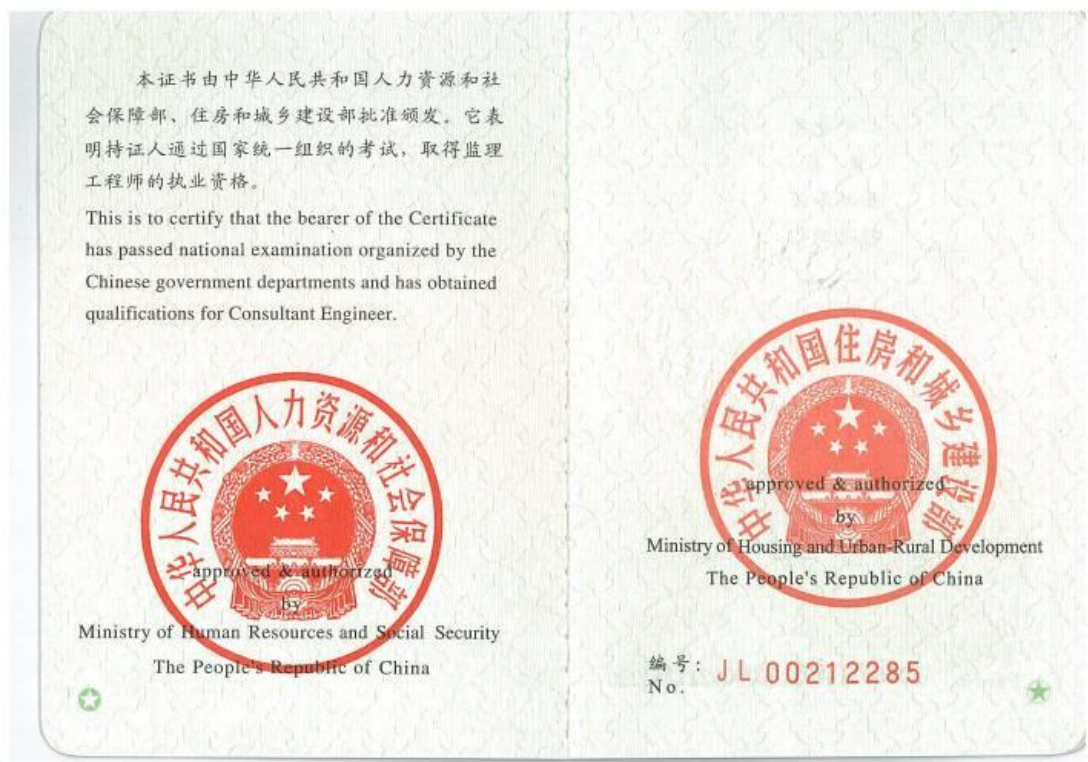 本证书由中华人民共和国人力资源和社
会保障部、住房和城乡建设部批准颁发。它表
明持证人通过国家统一组织的考试，取得监理
工程师的执业资格。
This is to certify that the bearer of the Certificate
has passed national examination organized by the
Chinese government departments and has obtained
qualifications for Consultant Engineer.
中华人民共和国人力资源和社会保障部
approved & authorized
by
Ministry of Human Resources and Social Security
The People's Republic of China
中华人民共和国住房和城乡建设部
approved & authorized
by
Ministry of Housing and Urban-Rural Development
The People's Republic of China
编号: JL 00212285
No.